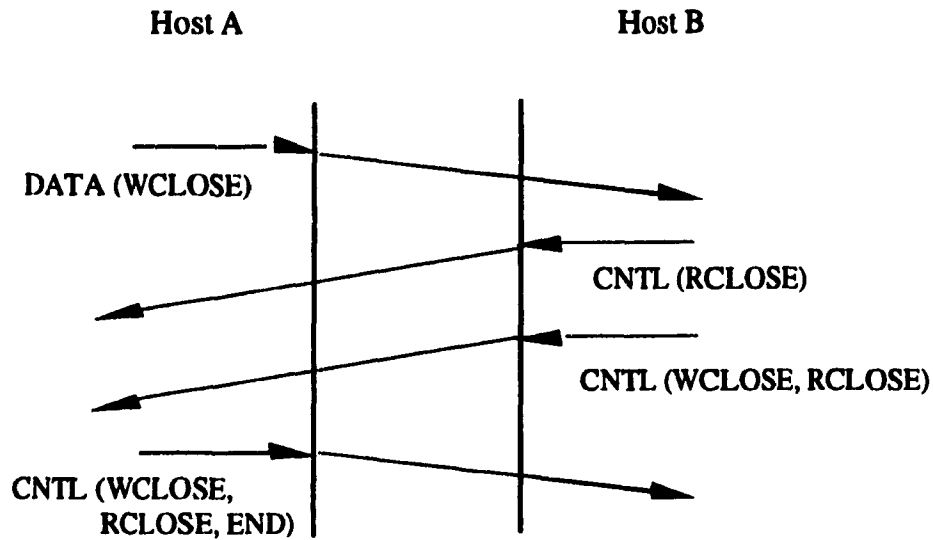 Host A
Host B
DATA (WCLOSE)
CNTL (RCLOSE)
CNTL (WCLOSE, RCLOSE)
CNTL (WCLOSE,
RCLOSE, END)